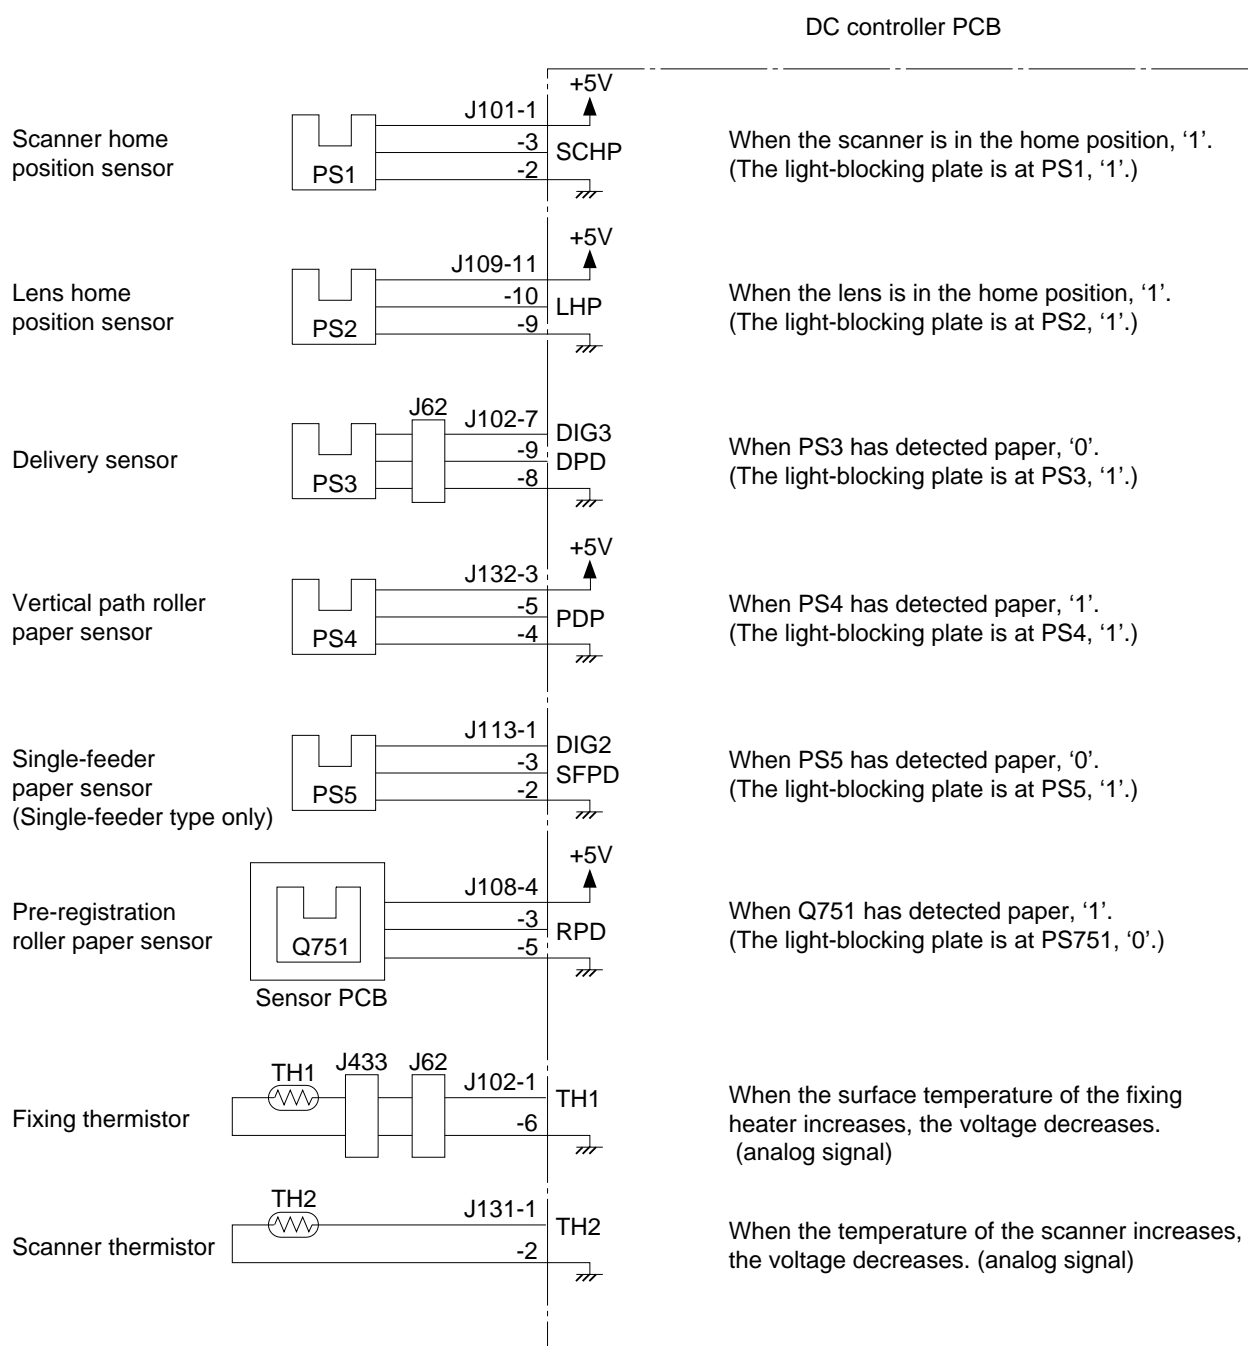 DC controller PCB
+5V
J101-1
Scanner home
position sensor
PS1
-3
-2
SCHP
When the scanner is in the home position, ‘1’.
(The light-blocking plate is at PS1, ‘1’.)
+5V
J109-11
Lens home
position sensor
PS2
-10
-9
LHP
When the lens is in the home position, ‘1’.
(The light-blocking plate is at PS2, ‘1’.)
J62
J102-7
Delivery sensor
PS3
-9
-8
DIG3
DPD
When PS3 has detected paper, ‘0’.
(The light-blocking plate is at PS3, ‘1’.)
+5V
J132-3
Vertical path roller
paper sensor
PS4
-5
-4
PDP
When PS4 has detected paper, ‘1’.
(The light-blocking plate is at PS4, ‘1’.)
J113-1
Single-feeder
paper sensor
(Single-feeder type only)
PS5
-3
-2
DIG2
SFPD
When PS5 has detected paper, ‘0’.
(The light-blocking plate is at PS5, ‘1’.)
+5V
J108-4
Pre-registration
roller paper sensor
Q751
Sensor PCB
-3
-5
RPD
When Q751 has detected paper, ‘1’.
(The light-blocking plate is at PS751, ‘0’.)
TH1
J433
J62
J102-1
Fixing thermistor
-6
TH1
When the surface temperature of the fixing
heater increases, the voltage decreases.
(analog signal)
TH2
J131-1
Scanner thermistor
-2
TH2
When the temperature of the scanner increases,
the voltage decreases. (analog signal)